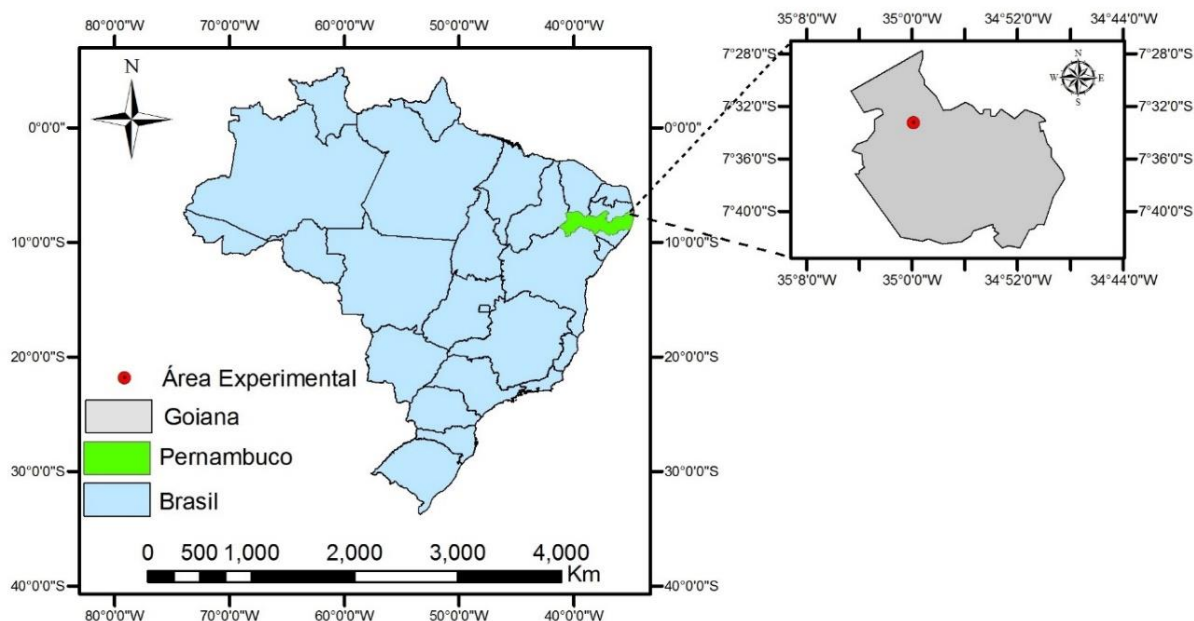 80°0'0"W 70°0'0"W 60°0'0"W 50°0'0"W 40°0'0"W
N
0°0'0" 0°0'0"S
10°0'0"S 10°0'0"S
20°0'0"S 20°0'0"S
30°0'0"S 30°0'0"S
40°0'0"S 40°0'0"S
Área Experimental
Goiana
Pernambuco
Brasil
0 500 1,000 2,000 3,000 4,000
Km
80°0'0"W 70°0'0"W 60°0'0"W 50°0'0"W 40°0'0"W
35°8'0"W 35°0'0"W 34°52'0"W 34°44'0"W
7°28'0"S 7°28'0"S
N
W E
S
7°32'0"S 7°32'0"S
7°36'0"S 7°36'0"S
7°40'0"S 7°40'0"S
35°8'0"W 35°0'0"W 34°52'0"W 34°44'0"W